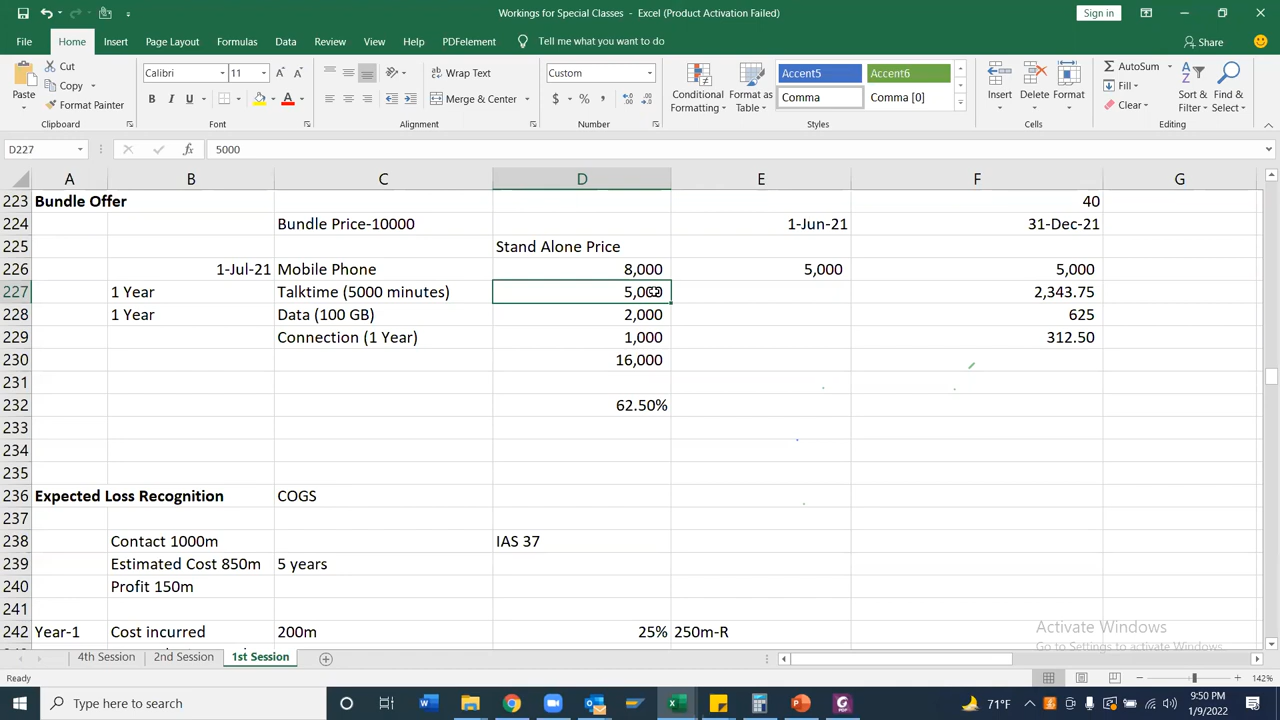 Workings for Special Classes - Excel (Product Activation Failed)
Sign in
File Home Insert Page Layout Formulas Data Review View Help PDFelement Tell me what you want to do Share
Paste
Cut
Copy
Format Painter
Clipboard
Calibri 11
B I U
Font
Wrap Text
Merge & Center
Alignment
Custom
$ % ,
Number
Conditional Formatting
Format as Table
Accent5 Accent6
Comma Comma [0]
Styles
Insert Delete Format
Cells
AutoSum
Fill
Clear
Sort & Filter
Find & Select
Editing
D227 fx 5000
A B C D E F G
223 Bundle Offer 40
224 Bundle Price-10000 1-Jun-21 31-Dec-21
225 Stand Alone Price
226 1-Jul-21 Mobile Phone 8,000 5,000 5,000
227 1 Year Talktime (5000 minutes) 5,000 2,343.75
228 1 Year Data (100 GB) 2,000 625
229 Connection (1 Year) 1,000 312.50
230 16,000
231
232 62.50%
233
234
235
236 Expected Loss Recognition COGS
237
238 Contact 1000m IAS 37
239 Estimated Cost 850m 5 years
240 Profit 150m
241
242 Year-1 Cost incurred 200m 25% 250m-R
Activate Windows
Go to Settings to activate Windows.
4th Session 2nd Session 1st Session
Ready 142%
Type here to search
71°F
9:50 PM
1/9/2022